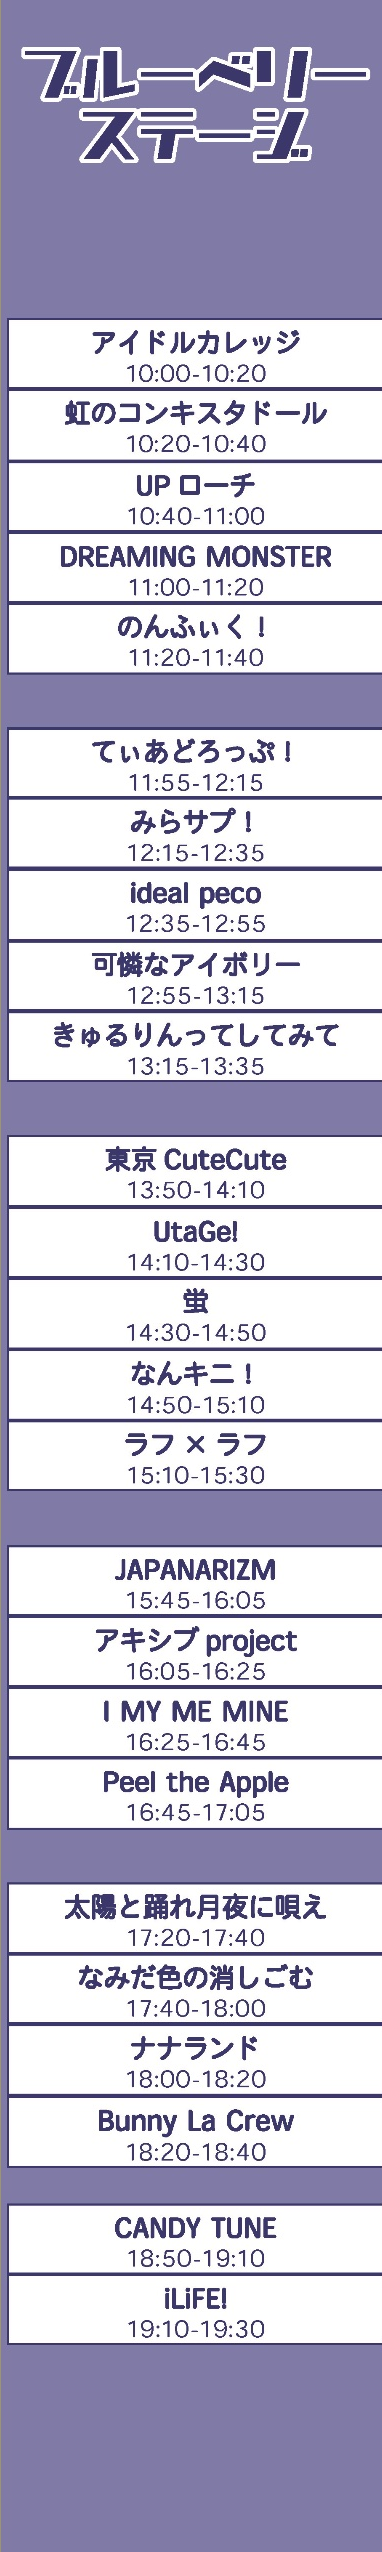 ブルーベリー
ステージ
アイドルカレッジ
10:00-10:20
虹のコンキスタドール
10:20-10:40
UP ローチ
10:40-11:00
DREAMING MONSTER
11:00-11:20
のんふぃく！
11:20-11:40
てぃあどろっぷ！
11:55-12:15
みらサプ！
12:15-12:35
ideal peco
12:35-12:55
可憐なアイボリー
12:55-13:15
きゅるりんってしてみて
13:15-13:35
東京 CuteCute
13:50-14:10
UtaGe!
14:10-14:30
蛍
14:30-14:50
なんキニ！
14:50-15:10
ラフ × ラフ
15:10-15:30
JAPANARIZM
15:45-16:05
アキシブ project
16:05-16:25
I MY ME MINE
16:25-16:45
Peel the Apple
16:45-17:05
太陽と踊れ月夜に唄え
17:20-17:40
なみだ色の消しごむ
17:40-18:00
ナナランド
18:00-18:20
Bunny La Crew
18:20-18:40
CANDY TUNE
18:50-19:10
iLiFE!
19:10-19:30